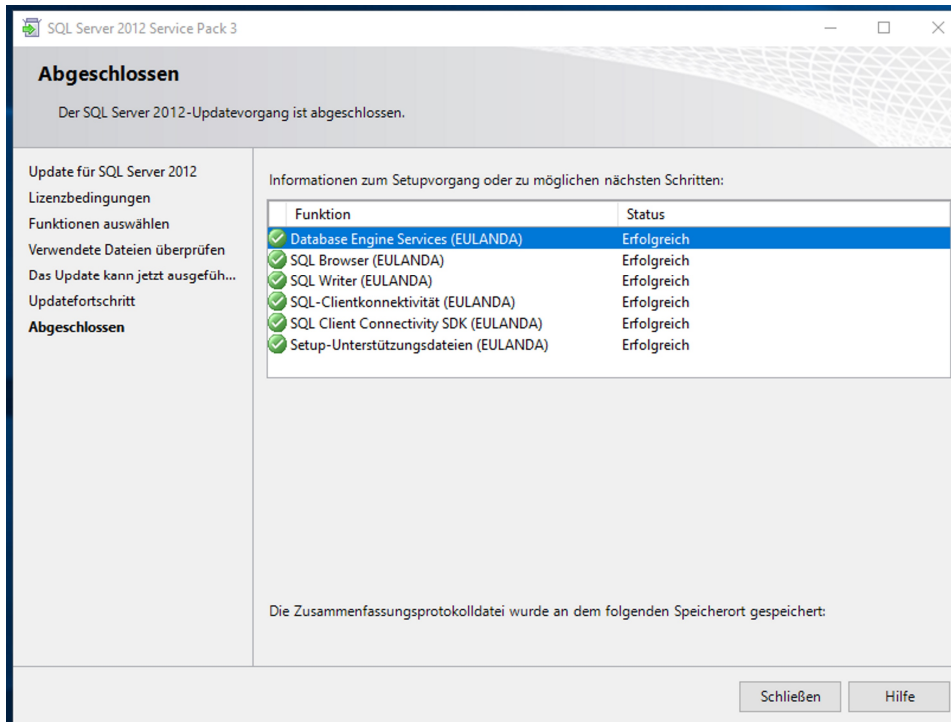 SQL Server 2012 Service Pack 3
Abgeschlossen
Der SQL Server 2012-Updatevorgang ist abgeschlossen.
Update für SQL Server 2012
Lizenzbedingungen
Funktionen auswählen
Verwendete Dateien überprüfen
Das Update kann jetzt ausgefüh...
Updatefortschritt
Abgeschlossen
Informationen zum Setupvorgang oder zu möglichen nächsten Schritten:
Funktion Status
Database Engine Services (EULANDA) Erfolgreich
SQL Browser (EULANDA) Erfolgreich
SQL Writer (EULANDA) Erfolgreich
SQL-Clientkonnektivität (EULANDA) Erfolgreich
SQL Client Connectivity SDK (EULANDA) Erfolgreich
Setup-Unterstützungsdateien (EULANDA) Erfolgreich
Die Zusammenfassungsprotokolldatei wurde an dem folgenden Speicherort gespeichert:
Schließen Hilfe